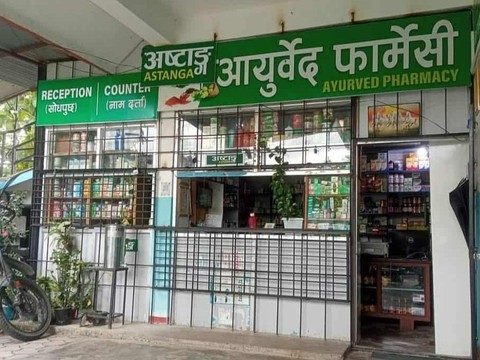 RECEPTION
(सोधपुछ)
COUNTER
(नाम दर्ता)
अष्टाङ्ग
ASTANGA
आयुर्वेद फार्मेसी
AYURVED PHARMACY
अष्टाङ्ग